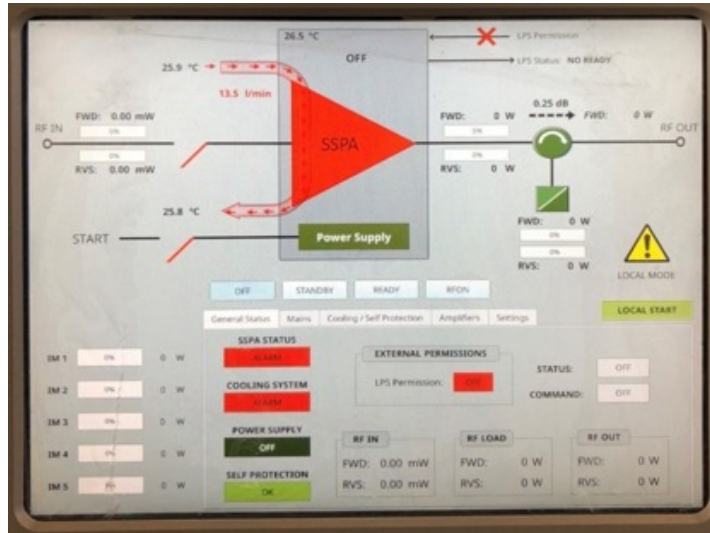 26.5 °C
OFF
LPS Permission
LPS Status: NO READY
25.9 °C
13.5 l/min
0.25 dB
FWD: 0 W
RF IN
FWD: 0.00 mW
0%
0%
RVS: 0.00 mW
SSPA
FWD: 0 W
0%
0%
RVS: 0 W
RF OUT
25.8 °C
START
Power Supply
FWD: 0 W
0%
0%
RVS: 0 W
LOCAL MODE
OFF STANDBY READY RFON
LOCAL START
General Status Mains Cooling / Self Protection Amplifiers Settings
SSPA STATUS
ALARM
COOLING SYSTEM
ALARM
POWER SUPPLY
OFF
SELF PROTECTION
OK
EXTERNAL PERMISSIONS
LPS Permission: OFF
STATUS: OFF
COMMAND: OFF
IM 1 0% 0 W
IM 2 0% 0 W
IM 3 0% 0 W
IM 4 0% 0 W
IM 5 0% 0 W
RF IN
FWD: 0.00 mW
RVS: 0.00 mW
RF LOAD
FWD: 0 W
RVS: 0 W
RF OUT
FWD: 0 W
RVS: 0 W